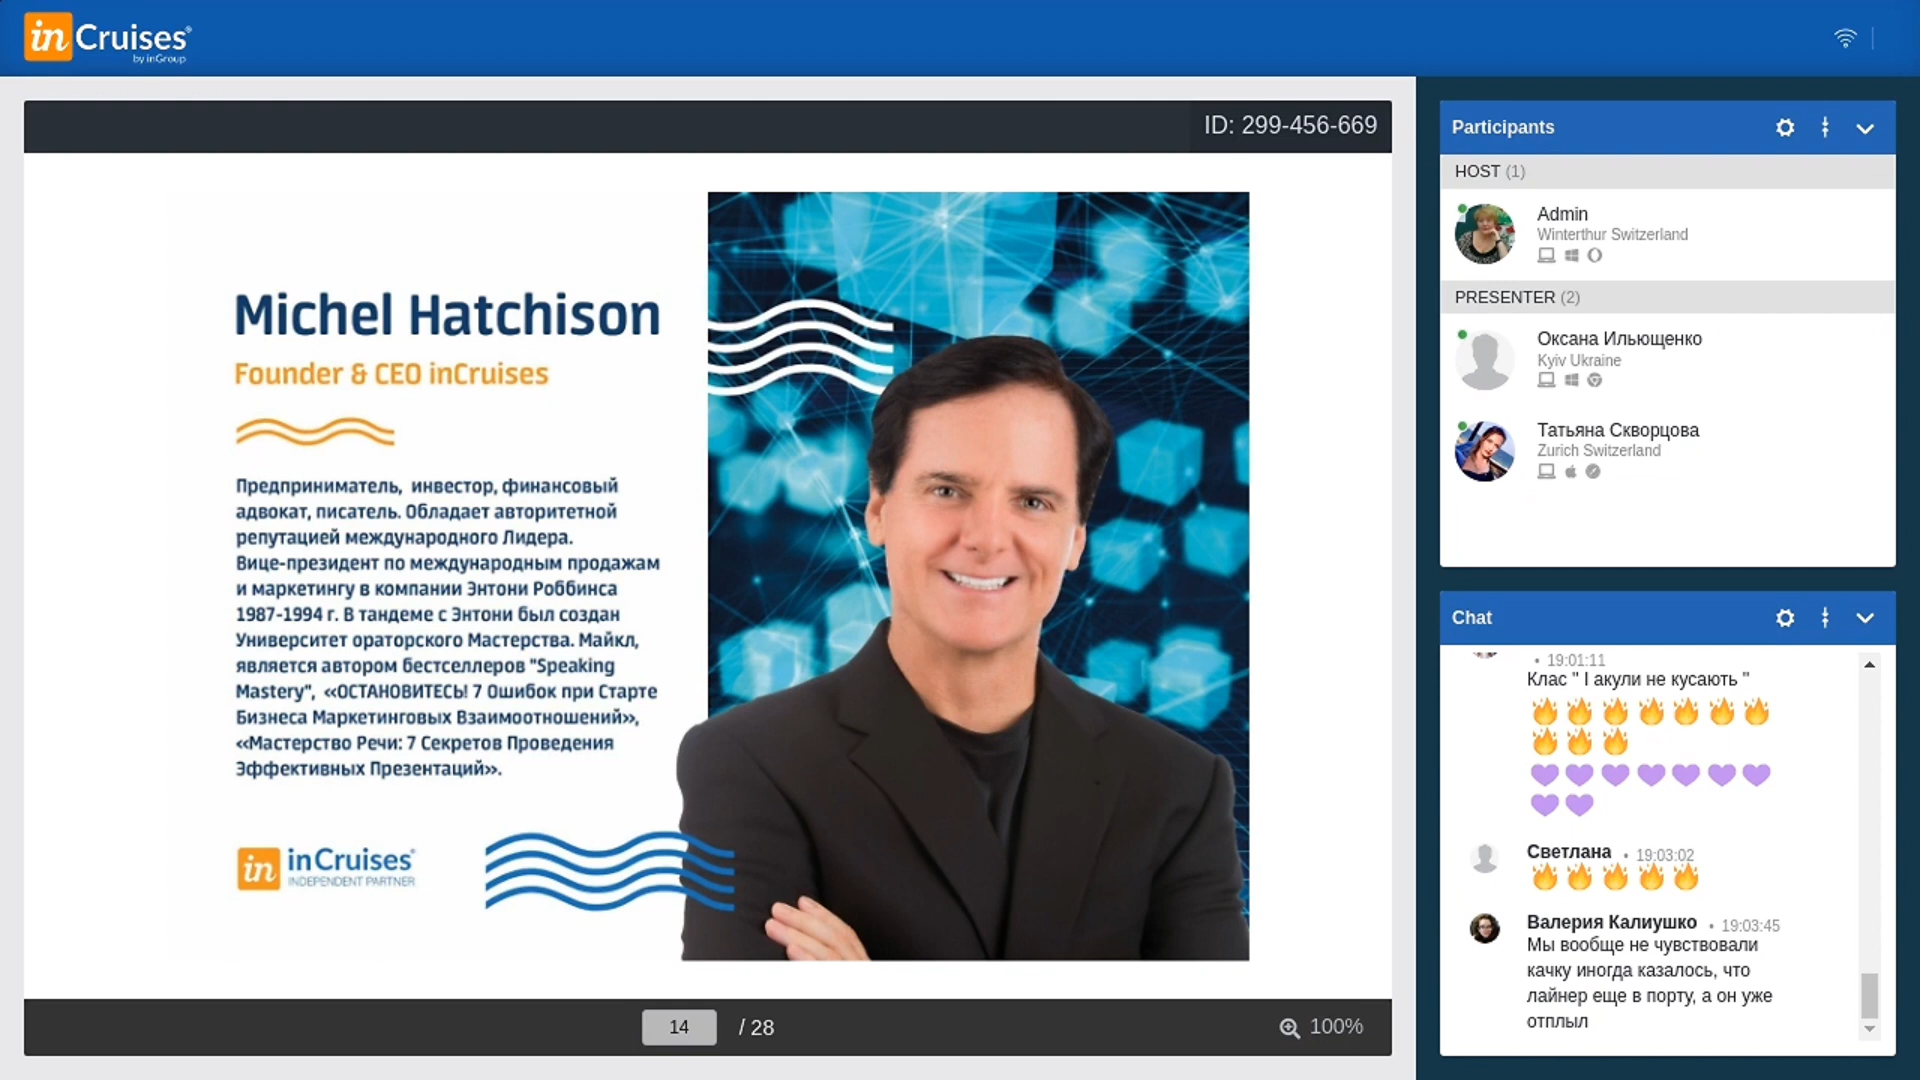 in Cruises®
by inGroup
ID: 299-456-669
Michel Hatchison
Founder & CEO inCruises
Предприниматель, инвестор, финансовый
адвокат, писатель. Обладает авторитетной
репутацией международного Лидера.
Вице-президент по международным продажам
и маркетингу в компании Энтони Роббинса
1987-1994 г. В тандеме с Энтони был создан
Университет ораторского Мастерства. Майкл,
является автором бестселлеров "Speaking
Mastery", «ОСТАНОВИТЕСЬ! 7 Ошибок при Старте
Бизнеса Маркетинговых Взаимоотношений»,
«Мастерство Речи: 7 Секретов Проведения
Эффективных Презентаций».
in inCruises®
INDEPENDENT PARTNER
14 / 28
100%
Participants
HOST (1)
Admin
Winterthur Switzerland
PRESENTER (2)
Оксана Ильющенко
Kyiv Ukraine
Татьяна Скворцова
Zurich Switzerland
Chat
• 19:01:11
Клас " І акули не кусають "
🔥🔥🔥🔥🔥🔥🔥
🔥🔥🔥
💜💜💜💜💜💜💜
💜💜
Светлана • 19:03:02
🔥🔥🔥🔥🔥
Валерия Калиушко • 19:03:45
Мы вообще не чувствовали
качку иногда казалось, что
лайнер еще в порту, а он уже
отплыл